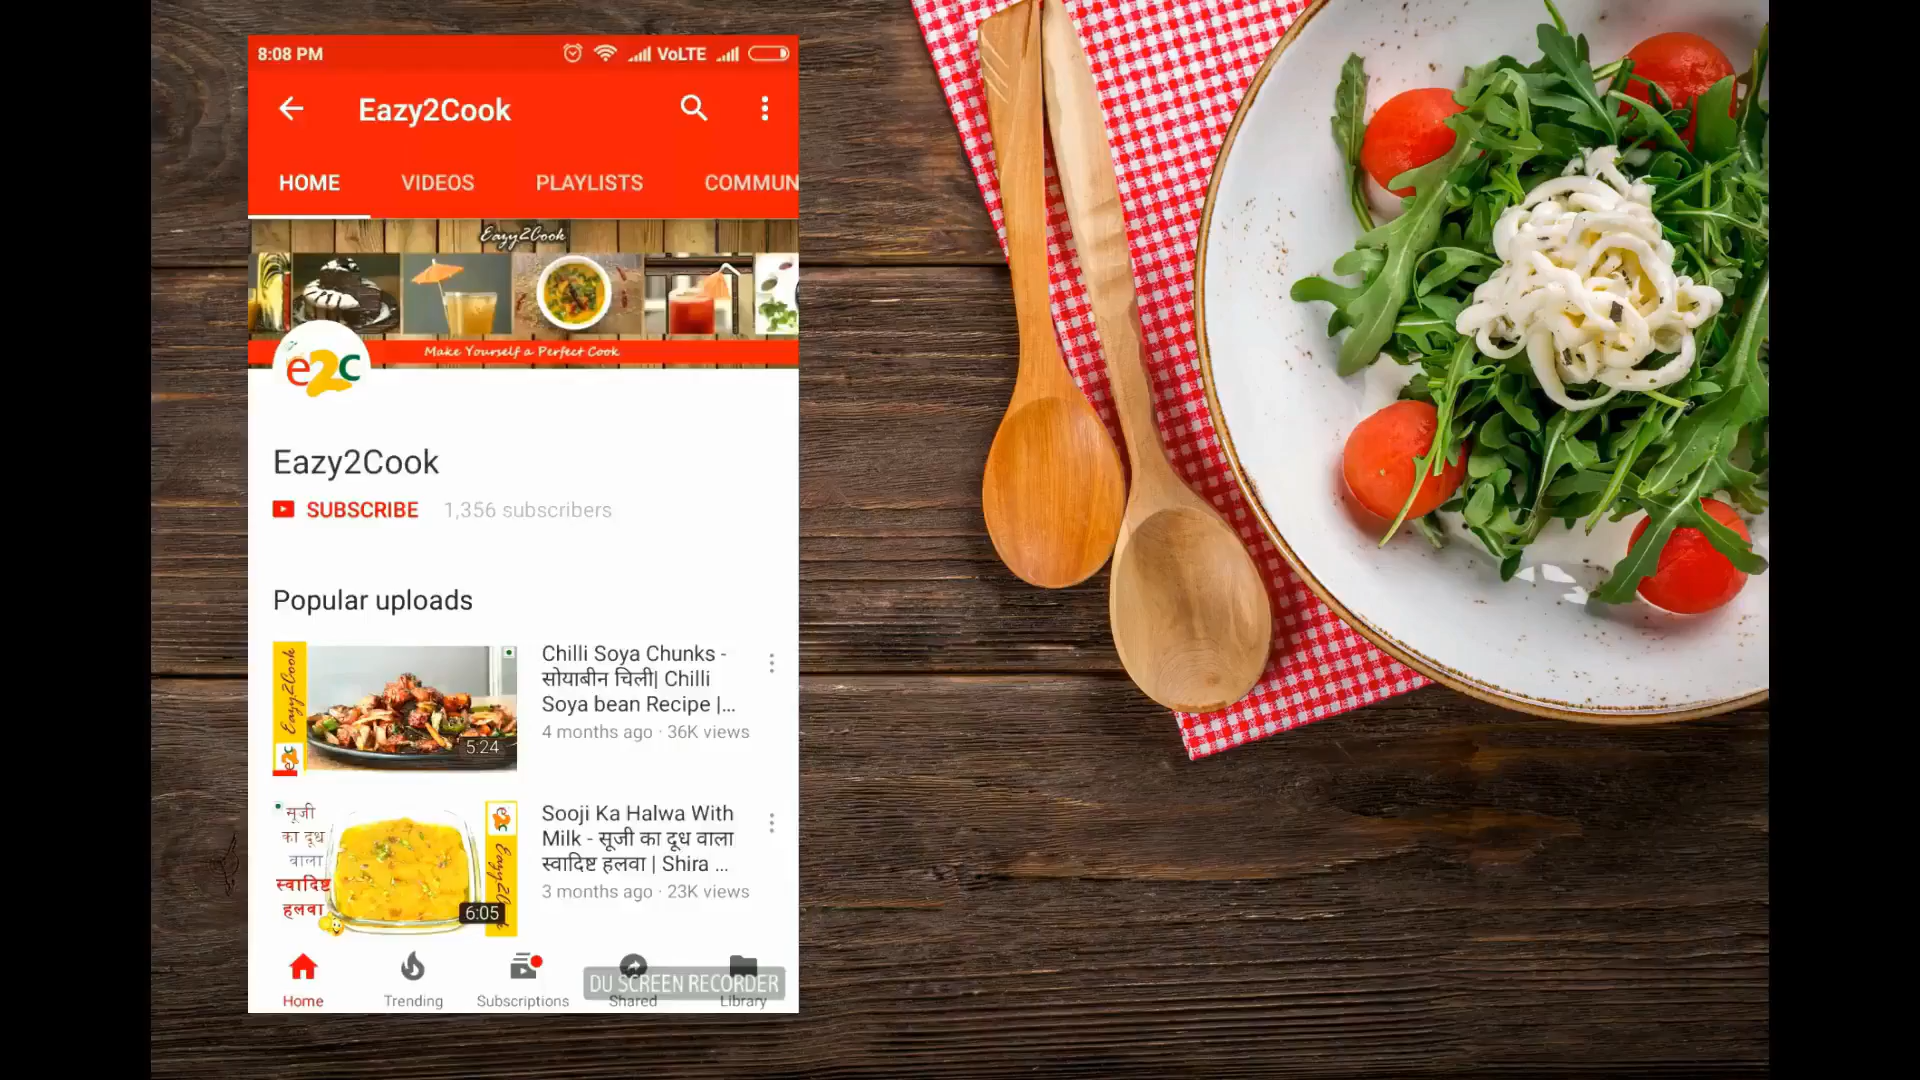 8:08 PM
VoLTE
Eazy2Cook
HOME VIDEOS PLAYLISTS COMMUN
Eazy2Cook
Make Yourself a Perfect Cook
e2c
Eazy2Cook
SUBSCRIBE 1,356 subscribers
Popular uploads
Eazy2Cook
e2c
5:24
Chilli Soya Chunks -
सोयाबीन चिली| Chilli
Soya bean Recipe |...
4 months ago · 36K views
सूजी
का दूध
वाला
स्वादिष्ट
हलवा
6:05
Sooji Ka Halwa With
Milk - सूजी का दूध वाला
स्वादिष्ट हलवा | Shira ...
3 months ago · 23K views
DU SCREEN RECORDER
Home Trending Subscriptions Shared Library